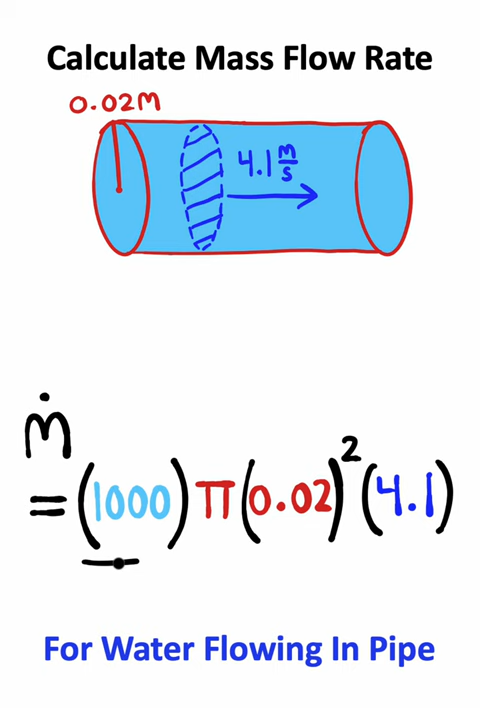 Calculate Mass Flow Rate
0.02M
4.1 m/s
ṁ
= (1000) π (0.02)² (4.1)
For Water Flowing In Pipe